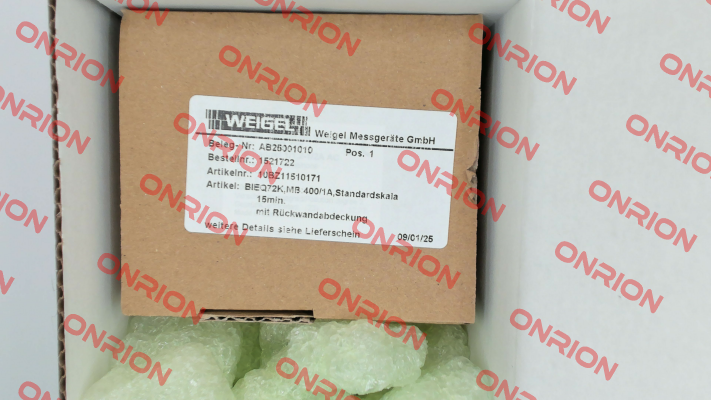 WEIGEL Weigel Messgeräte GmbH
Beleg-Nr: AB25001010 Pos. 1
Bestellnr.: 1521722
Artikelnr.: 10BZ11510171
Artikel: BIEQ72K,MB 400/1A,Standardskala
15min.
mit Rückwandabdeckung
weitere Details siehe Lieferschein 09/01/25
ONRION